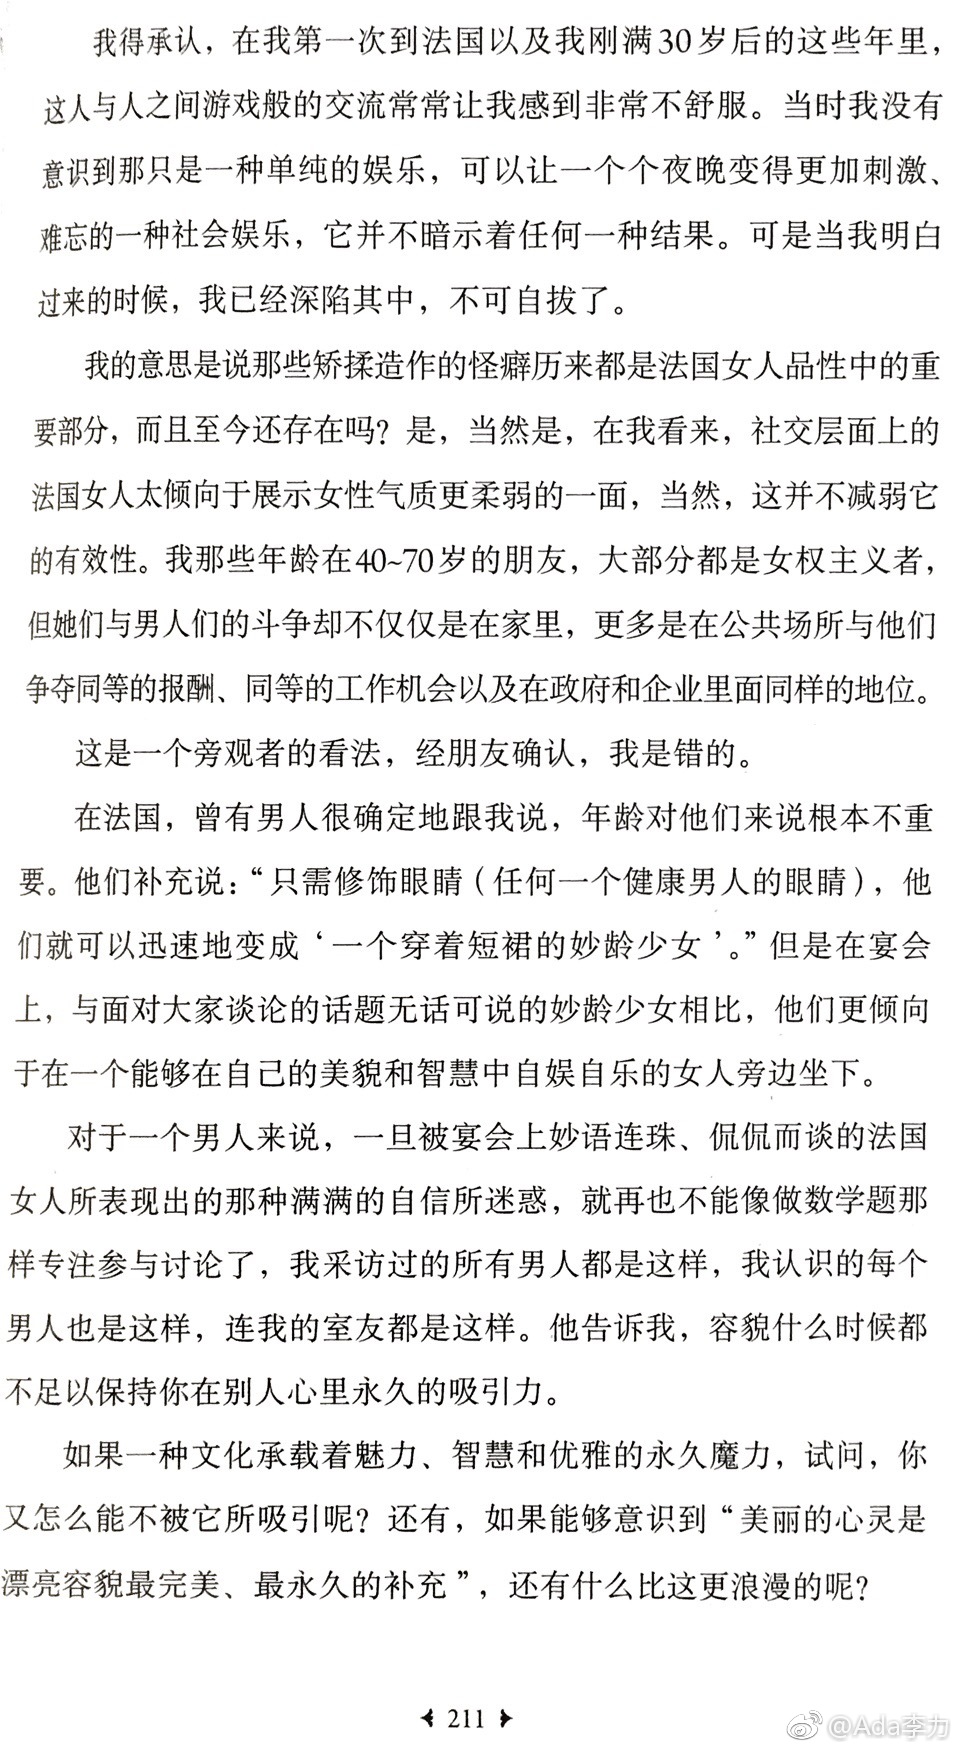 我得承认，在我第一次到法国以及我刚满30岁后的这些年里，
这人与人之间游戏般的交流常常让我感到非常不舒服。当时我没有
意识到那只是一种单纯的娱乐，可以让一个个夜晚变得更加刺激、
难忘的一种社会娱乐，它并不暗示着任何一种结果。可是当我明白
过来的时候，我已经深陷其中，不可自拔了。
我的意思是说那些矫揉造作的怪癖历来都是法国女人品性中的重
要部分，而且至今还存在吗？是，当然是，在我看来，社交层面上的
法国女人太倾向于展示女性气质更柔弱的一面，当然，这并不减弱它
的有效性。我那些年龄在40~70岁的朋友，大部分都是女权主义者，
但她们与男人们的斗争却不仅仅是在家里，更多是在公共场所与他们
争夺同等的报酬、同等的工作机会以及在政府和企业里面同样的地位。
这是一个旁观者的看法，经朋友确认，我是错的。
在法国，曾有男人很确定地跟我说，年龄对他们来说根本不重
要。他们补充说：“只需修饰眼睛（任何一个健康男人的眼睛），他
们就可以迅速地变成‘一个穿着短裙的妙龄少女’。”但是在宴会
上，与面对大家谈论的话题无话可说的妙龄少女相比，他们更倾向
于在一个能够在自己的美貌和智慧中自娱自乐的女人旁边坐下。
对于一个男人来说，一旦被宴会上妙语连珠、侃侃而谈的法国
女人所表现出的那种满满的自信所迷惑，就再也不能像做数学题那
样专注参与讨论了，我采访过的所有男人都是这样，我认识的每个
男人也是这样，连我的室友都是这样。他告诉我，容貌什么时候都
不足以保持你在别人心里永久的吸引力。
如果一种文化承载着魅力、智慧和优雅的永久魔力，试问，你
又怎么能不被它所吸引呢？还有，如果能够意识到“美丽的心灵是
漂亮容貌最完美、最永久的补充”，还有什么比这更浪漫的呢？
211
@Ada李力